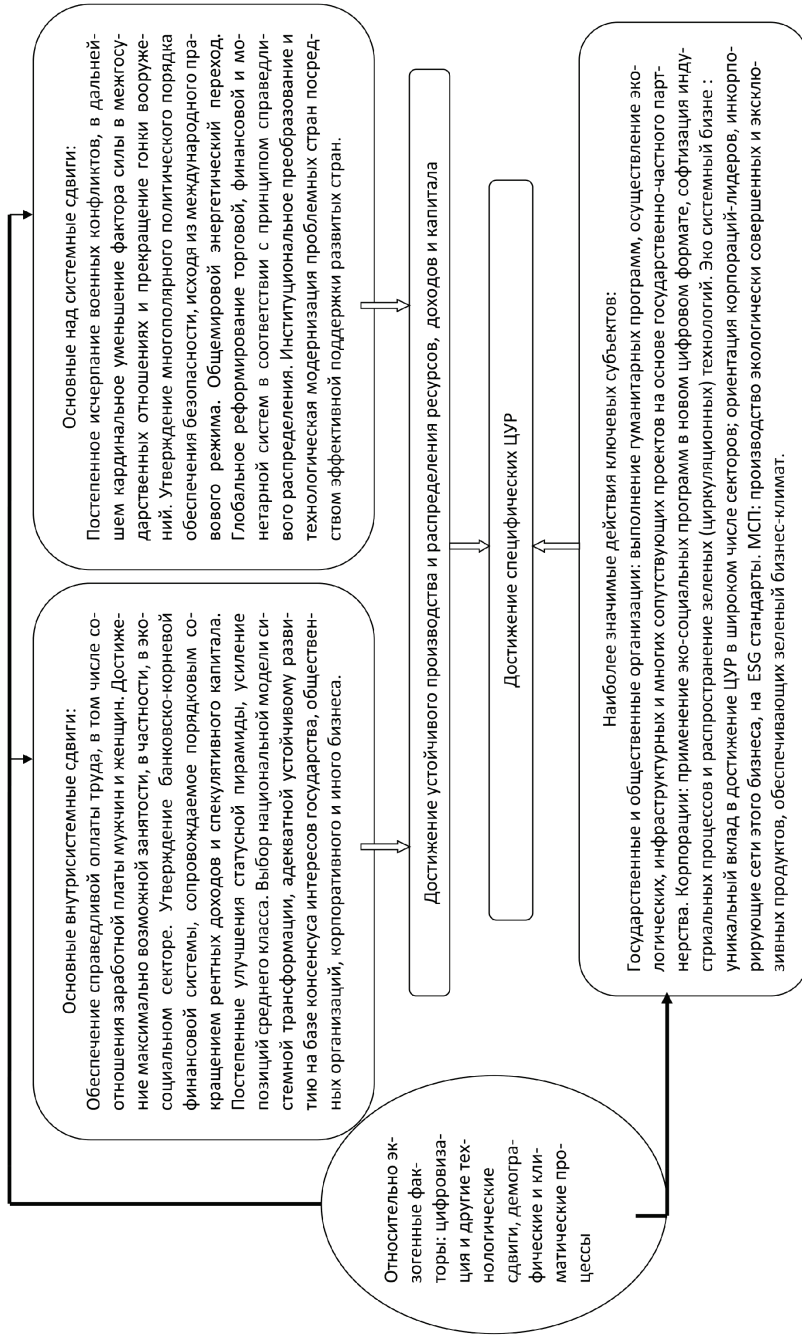 Относительно эк-
зогенные фак-
торы: цифровиза-
ция и другие тех-
нологические
сдвиги, демогра-
фические и кли-
матические про-
цессы
Основные внутрисистемные сдвиги:
Обеспечение справедливой оплаты труда, в том числе со-
отношения заработной платы мужчин и женщин. Достиже-
ние максимально возможной занятости, в частности, в эко-
социальном секторе. Утверждение банковско-корневой
финансовой системы, сопровождаемое порядковым со-
кращением рентных доходов и спекулятивного капитала.
Постепенные улучшения статусной пирамиды, усиление
позиций среднего класса. Выбор национальной модели си-
стемной трансформации, адекватной устойчивому разви-
тию на базе консенсуса интересов государства, обществен-
ных организаций, корпоративного и иного бизнеса.
Основные над системные сдвиги:
Постепенное исчерпание военных конфликтов, в дальней-
шем кардинальное уменьшение фактора силы в межгосу-
дарственных отношениях и прекращение гонки вооруже-
ний. Утверждение многополярного политического порядка
обеспечения безопасности, исходя из международного пра-
вового режима. Общемировой энергетический переход.
Глобальное реформирование торговой, финансовой и мо-
нетарной систем в соответствии с принципом справедли-
вого распределения. Институциональное преобразование и
технологическая модернизация проблемных стран посред-
ством эффективной поддержки развитых стран.
Достижение устойчивого производства и распределения ресурсов, доходов и капитала
Достижение специфических ЦУР
Наиболее значимые действия ключевых субъектов:
Государственные и общественные организации: выполнение гуманитарных программ, осуществление эко-
логических, инфраструктурных и многих сопутствующих проектов на основе государственно-частного парт-
нерства. Корпорации: применение эко-социальных программ в новом цифровом формате, софтизация инду-
стриальных процессов и распространение зеленых (циркуляционных) технологий. Эко системный бизне :
уникальный вклад в достижение ЦУР в широком числе секторов; ориентация корпораций-лидеров, инкорпо-
рирующие сети этого бизнеса, на ESG стандарты. МСП: производство экологически совершенных и эксклю-
зивных продуктов, обеспечивающих зеленый бизнес-климат.